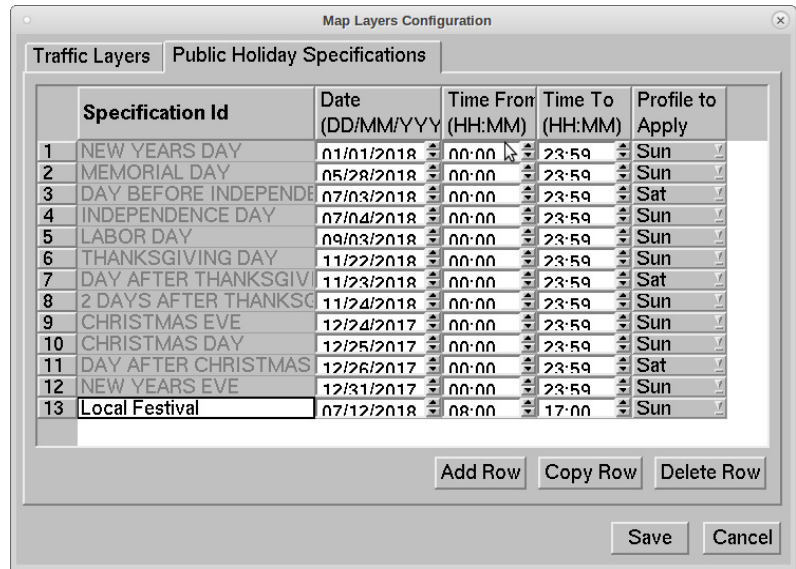 Map Layers Configuration
Traffic Layers Public Holiday Specifications
Specification Id Date (DD/MM/YYY Time From (HH:MM) Time To (HH:MM) Profile to Apply
1 NEW YEARS DAY 01/01/2018 00:00 23:59 Sun
2 MEMORIAL DAY 05/28/2018 00:00 23:59 Sun
3 DAY BEFORE INDEPENDE 07/03/2018 00:00 23:59 Sat
4 INDEPENDENCE DAY 07/04/2018 00:00 23:59 Sun
5 LABOR DAY 09/03/2018 00:00 23:59 Sun
6 THANKSGIVING DAY 11/22/2018 00:00 23:59 Sun
7 DAY AFTER THANKSGIVI 11/23/2018 00:00 23:59 Sat
8 2 DAYS AFTER THANKSG 11/24/2018 00:00 23:59 Sun
9 CHRISTMAS EVE 12/24/2017 00:00 23:59 Sun
10 CHRISTMAS DAY 12/25/2017 00:00 23:59 Sun
11 DAY AFTER CHRISTMAS 12/26/2017 00:00 23:59 Sat
12 NEW YEARS EVE 12/31/2017 00:00 23:59 Sun
13 Local Festival 07/12/2018 08:00 17:00 Sun
Add Row Copy Row Delete Row
Save Cancel